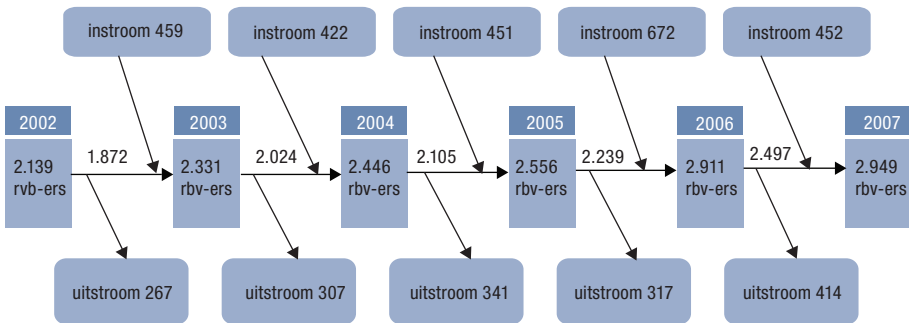 instroom 459
instroom 422
instroom 451
instroom 672
instroom 452
2002
2003
2004
2005
2006
2007
2.139
rvb-ers
1.872
2.331
rbv-ers
2.024
2.446
rbv-ers
2.105
2.556
rbv-ers
2.239
2.911
rbv-ers
2.497
2.949
rbv-ers
uitstroom 267
uitstroom 307
uitstroom 341
uitstroom 317
uitstroom 414